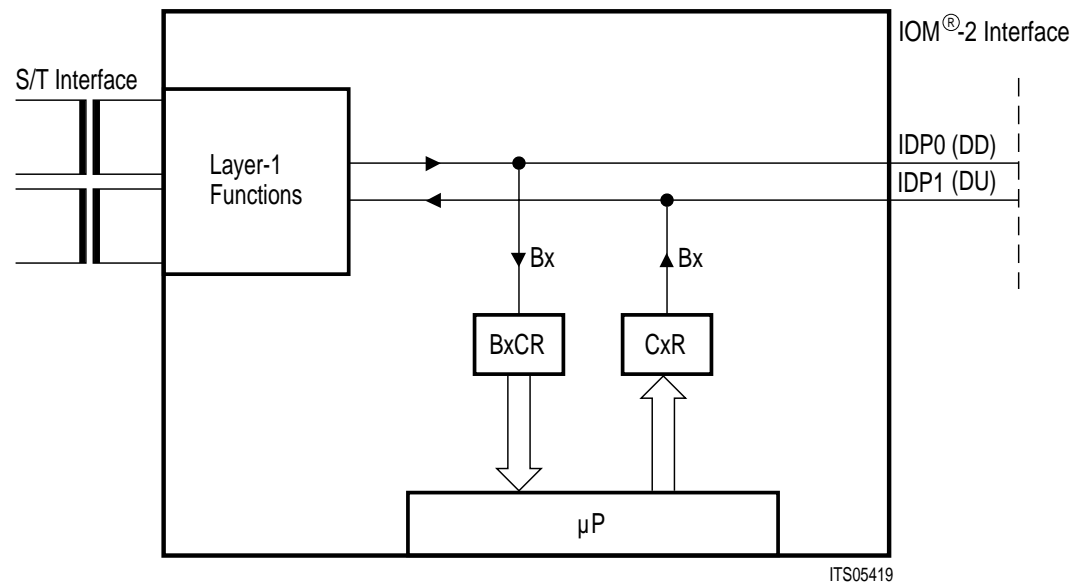 IOM®-2 Interface
S/T Interface
Layer-1
Functions
IDP0 (DD)
IDP1 (DU)
Bx
Bx
BxCR
CxR
µP
ITS05419